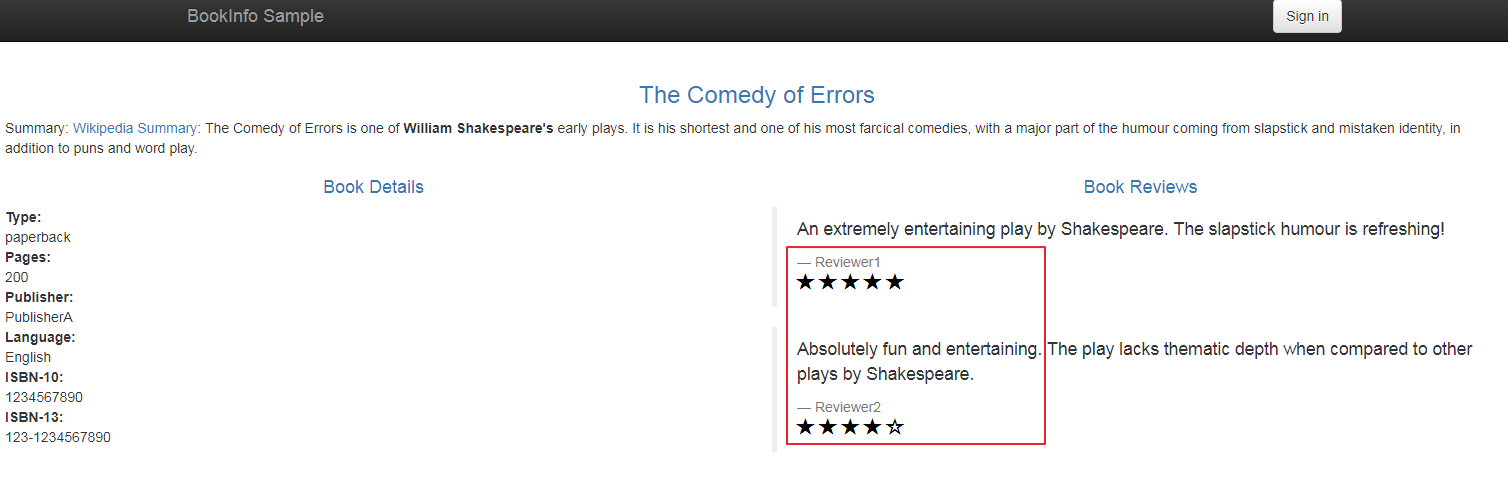 BookInfo Sample
Sign in
The Comedy of Errors
Summary: Wikipedia Summary: The Comedy of Errors is one of William Shakespeare's early plays. It is his shortest and one of his most farcical comedies, with a major part of the humour coming from slapstick and mistaken identity, in
addition to puns and word play.
Book Details
Type:
paperback
Pages:
200
Publisher:
PublisherA
Language:
English
ISBN-10:
1234567890
ISBN-13:
123-1234567890
Book Reviews
An extremely entertaining play by Shakespeare. The slapstick humour is refreshing!
— Reviewer1
★★★★★
Absolutely fun and entertaining. The play lacks thematic depth when compared to other
plays by Shakespeare.
— Reviewer2
★★★★☆